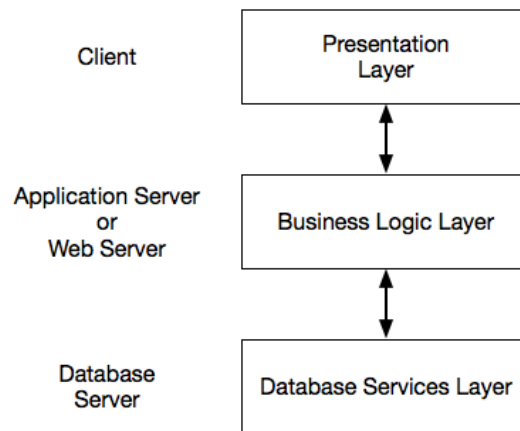 Client
Presentation
Layer
Application Server
or
Web Server
Business Logic Layer
Database
Server
Database Services Layer